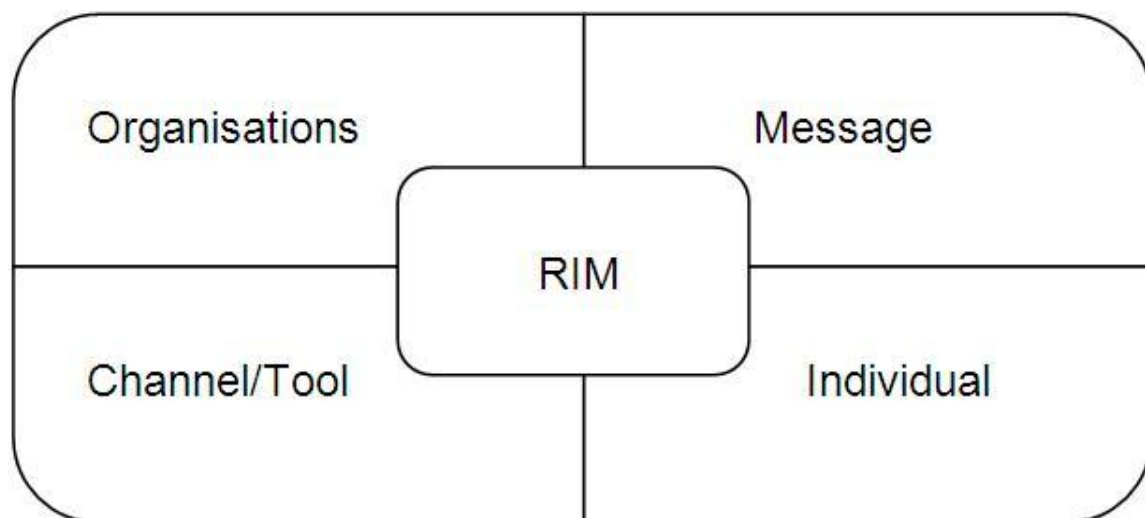 Organisations
Message
RIM
Channel/Tool
Individual